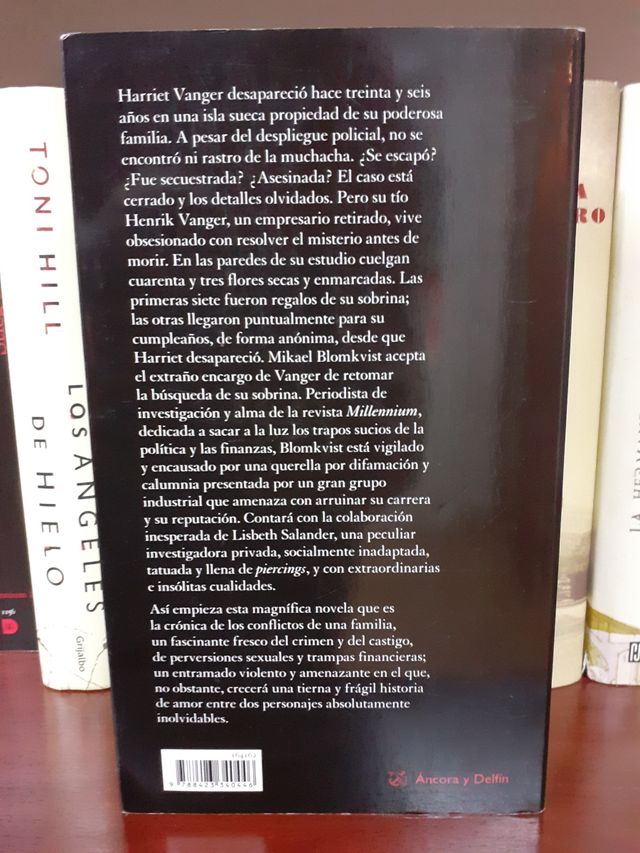 Harriet Vanger desapareció hace treinta y seis
años en una isla sueca propiedad de su poderosa
familia. A pesar del despliegue policial, no se
encontró ni rastro de la muchacha. ¿Se escapó?
¿Fue secuestrada? ¿Asesinada? El caso está
cerrado y los detalles olvidados. Pero su tío
Henrik Vanger, un empresario retirado, vive
obsesionado con resolver el misterio antes de
morir. En las paredes de su estudio cuelgan
cuarenta y tres flores secas y enmarcadas. Las
primeras siete fueron regalos de su sobrina;
las otras llegaron puntualmente para su
cumpleaños, de forma anónima, desde que
Harriet desapareció. Mikael Blomkvist acepta
el extraño encargo de Vanger de retomar
la búsqueda de su sobrina. Periodista de
investigación y alma de la revista Millennium,
dedicada a sacar a la luz los trapos sucios de la
política y las finanzas, Blomkvist está vigilado
y encausado por una querella por difamación y
calumnia presentada por un gran grupo
industrial que amenaza con arruinar su carrera
y su reputación. Contará con la colaboración
inesperada de Lisbeth Salander, una peculiar
investigadora privada, socialmente inadaptada,
tatuada y llena de piercings, y con extraordinarias
e insólitas cualidades.
Así empieza esta magnífica novela que es
la crónica de los conflictos de una familia,
un fascinante fresco del crimen y del castigo,
de perversiones sexuales y trampas financieras;
un entramado violento y amenazante en el que,
no obstante, crecerá una tierna y frágil historia
de amor entre dos personajes absolutamente
inolvidables.
9 788423 340446
Áncora y Delfín
TONI HILL
LOS ÁNGELES
DE HIELO
Grijalbo